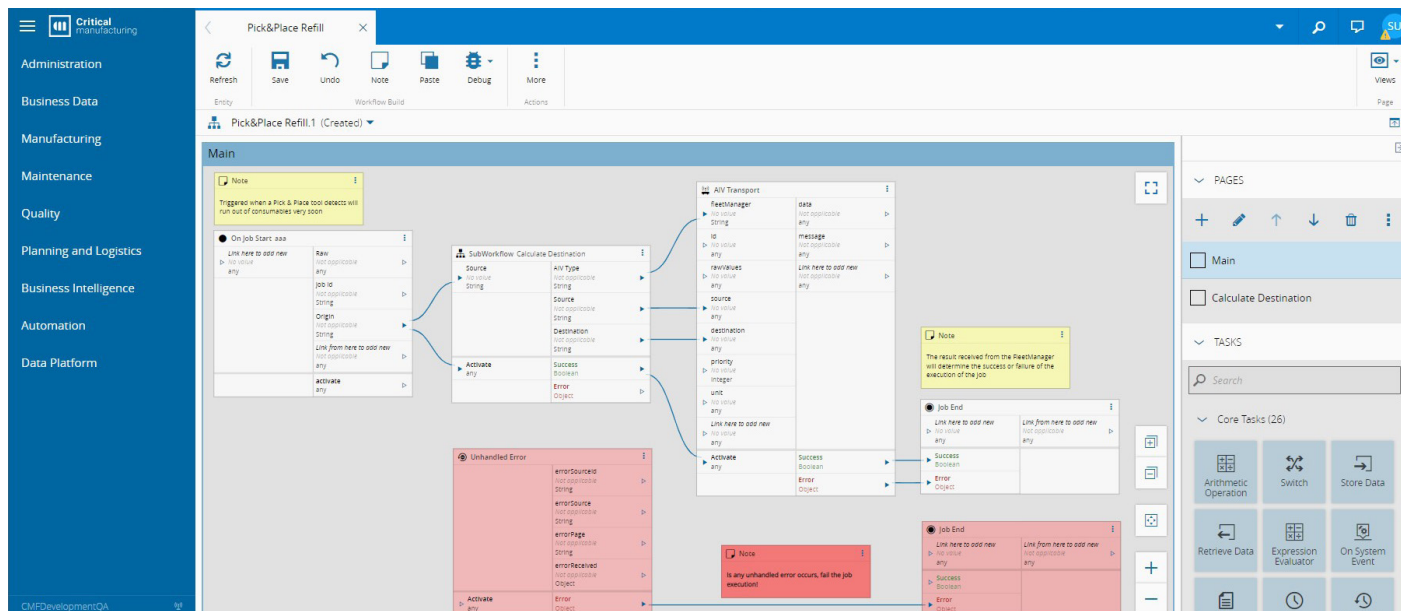 Critical
manufacturing
Pick&Place Refill
SU
Administration
Business Data
Manufacturing
Maintenance
Quality
Planning and Logistics
Business Intelligence
Automation
Data Platform
CMFDevelopmentQA
Refresh
Save
Undo
Note
Paste
Debug
More
Views
Entity
Workflow Build
Actions
Page
Pick&Place Refill.1 (Created)
Main
Note
Triggered when a Pick & Place tool detects will
run out of consumables very soon
On Job Start aaa
Link here to add new
No value
any
Raw
Not applicable
any
Job Id
Not applicable
String
Origin
Not applicable
String
Link from here to add new
Not applicable
any
activate
any
SubWorkflow Calculate Destination
Source
No value
String
AIV Type
Not applicable
String
Source
Not applicable
String
Destination
Not applicable
String
Activate
any
Success
Boolean
Error
Object
AIV Transport
fleetManager
No value
String
id
No value
any
rawValues
No value
any
source
No value
any
destination
No value
any
priority
No value
Integer
unit
No value
any
Link here to add new
No value
any
Activate
any
data
Not applicable
any
message
Not applicable
any
Link here to add new
Not applicable
any
Success
Boolean
Error
Object
Note
The result received from the FleetManager
will determine the success or failure of the
execution of the job
Job End
Link here to add new
No value
any
Link from here to add new
Not applicable
any
Success
Boolean
Error
Object
Unhandled Error
errorSourceId
Not applicable
String
errorSource
Not applicable
String
errorPage
Not applicable
String
errorReceived
Not applicable
Object
Activate
any
Error
Object
Note
Is any unhandled error occurs, fail the job
execution!
Job End
Link here to add new
No value
any
Link from here to add new
Not applicable
any
Success
Boolean
Error
Object
PAGES
Main
Calculate Destination
TASKS
Search
Core Tasks (26)
Arithmetic
Operation
Switch
Store Data
Retrieve Data
Expression
Evaluator
On System
Event